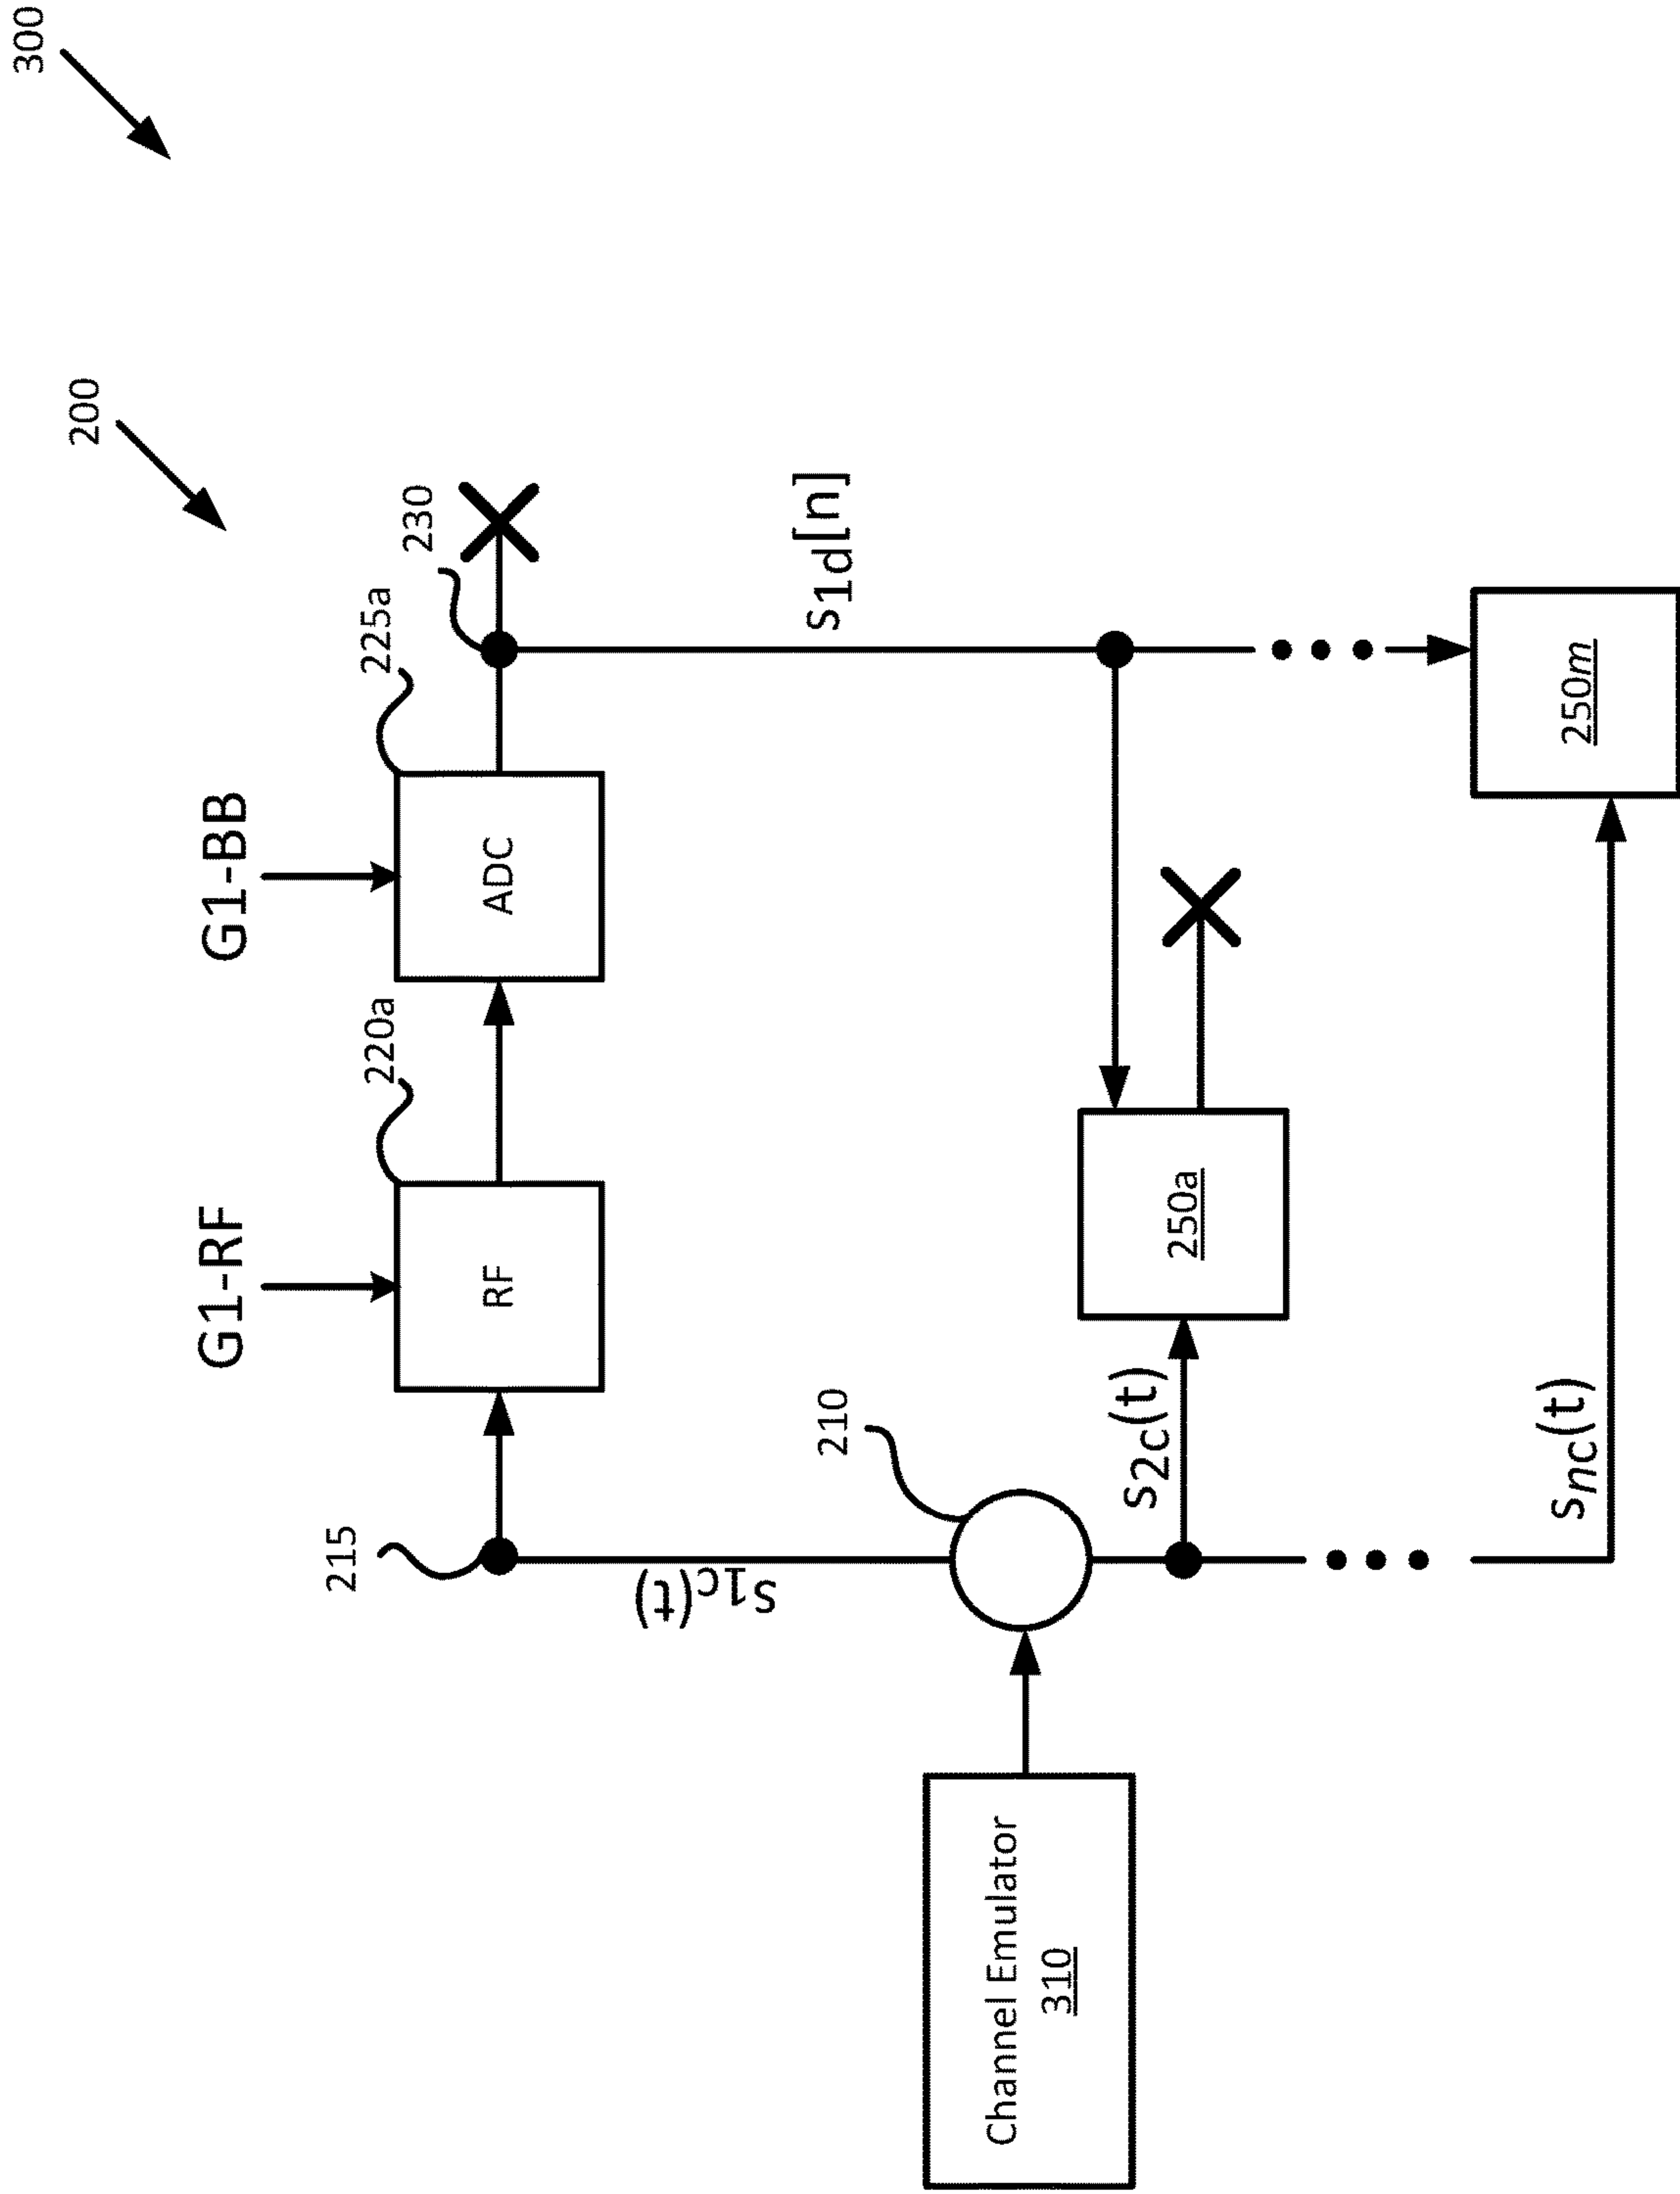 300
200
G1-RF
G1-BB
220a
225a
230
215
RF
ADC
s1c(t)
s1d[n]
210
Channel Emulator
310
s2c(t)
250a
snc(t)
250m